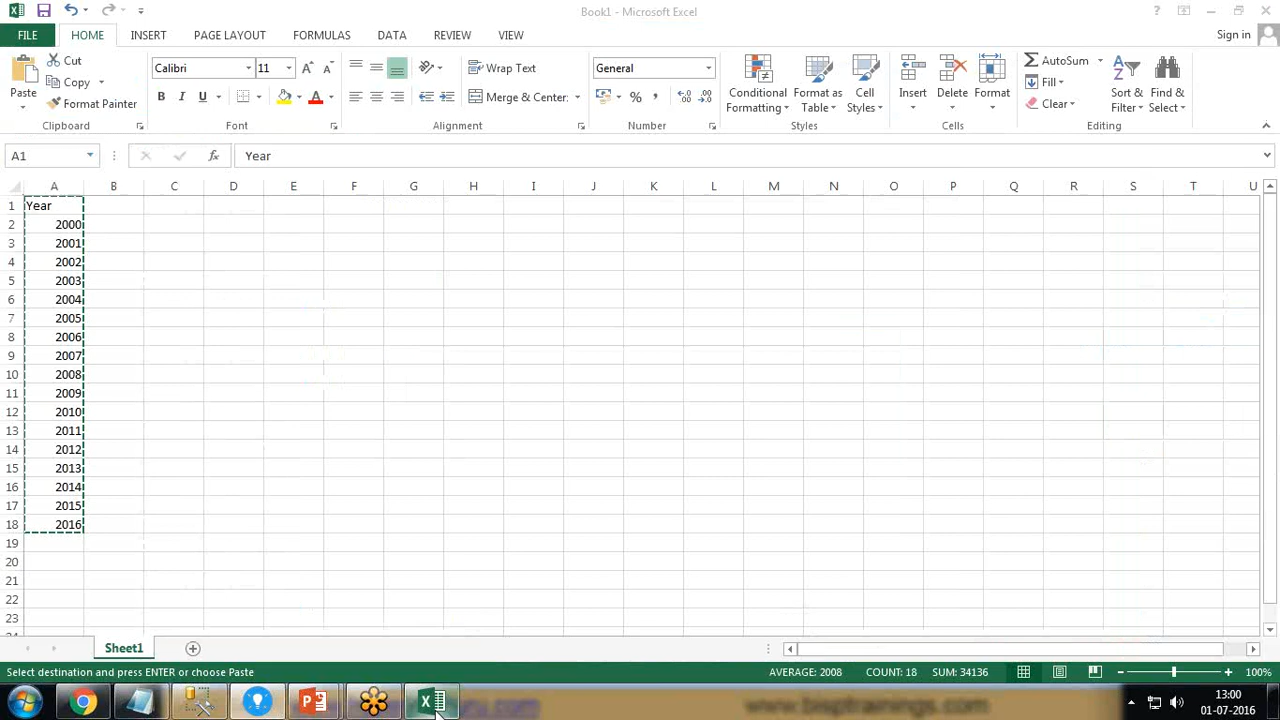 Book1 - Microsoft Excel
?
FILE HOME INSERT PAGE LAYOUT FORMULAS DATA REVIEW VIEW Sign in
Paste Cut Copy Format Painter
Calibri 11
B I U A
Wrap Text
Merge & Center
General
%
Conditional Formatting
Format as Table
Cell Styles
Insert Delete Format
AutoSum
Fill
Clear
Sort & Filter
Find & Select
Clipboard Font Alignment Number Styles Cells Editing
A1 fx Year
A B C D E F G H I J K L M N O P Q R S T U
1 Year
2 2000
3 2001
4 2002
5 2003
6 2004
7 2005
8 2006
9 2007
10 2008
11 2009
12 2010
13 2011
14 2012
15 2013
16 2014
17 2015
18 2016
19
20
21
22
23
Sheet1
Select destination and press ENTER or choose Paste AVERAGE: 2008 COUNT: 18 SUM: 34136 100%
www.bisptrainings.com
13:00
01-07-2016